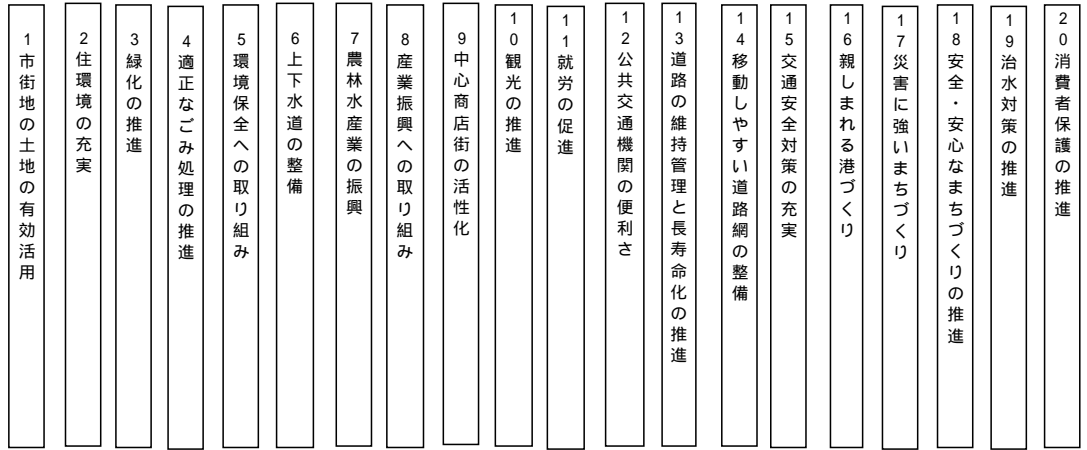 1市街地の土地の有効活用
2住環境の充実
3緑化の推進
4適正なごみ処理の推進
5環境保全への取り組み
6上下水道の整備
7農林水産業の振興
8産業振興への取り組み
9中心商店街の活性化
10観光の推進
11就労の促進
12公共交通機関の便利さ
13道路の維持管理と長寿命化の推進
14移動しやすい道路網の整備
15交通安全対策の充実
16親しまれる港づくり
17災害に強いまちづくり
18安全・安心なまちづくりの推進
19治水対策の推進
20消費者保護の推進